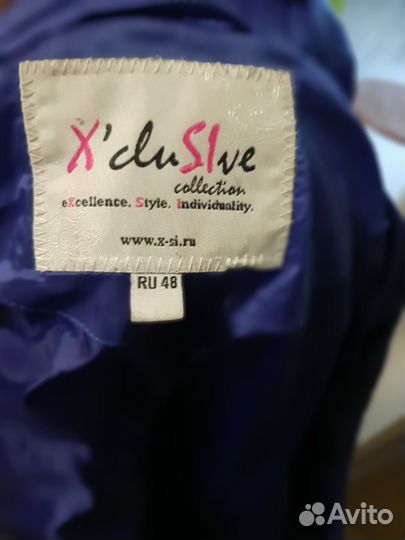 X'cluSIve
collection
eXcellence. Style. Individuality.
www.x-si.ru
RU 48
Avito